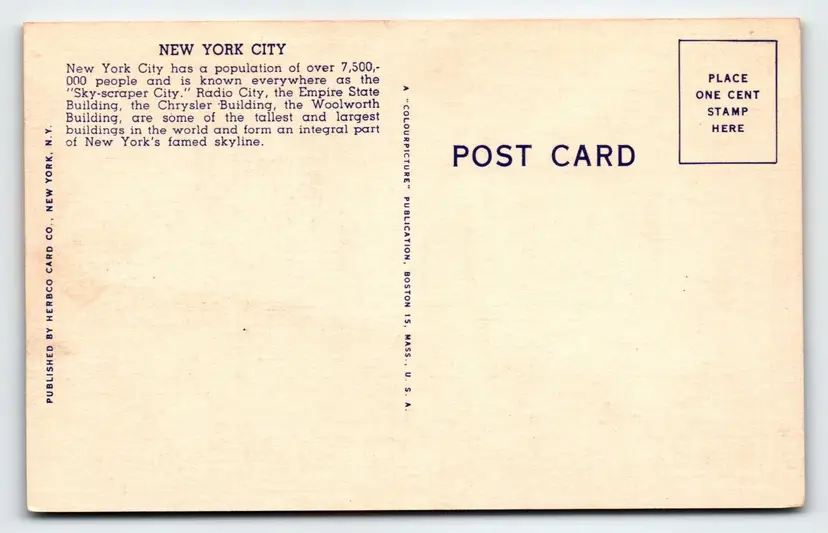 NEW YORK CITY
New York City has a population of over 7,500,-
000 people and is known everywhere as the
"Sky-scraper City." Radio City, the Empire State
Building, the Chrysler Building, the Woolworth
Building, are some of the tallest and largest
buildings in the world and form an integral part
of New York's famed skyline.
PUBLISHED BY HERBCO CARD CO., NEW YORK, N.Y.
A "COLOURPICTURE" PUBLICATION, BOSTON 15, MASS., U. S. A.
POST CARD
PLACE
ONE CENT
STAMP
HERE